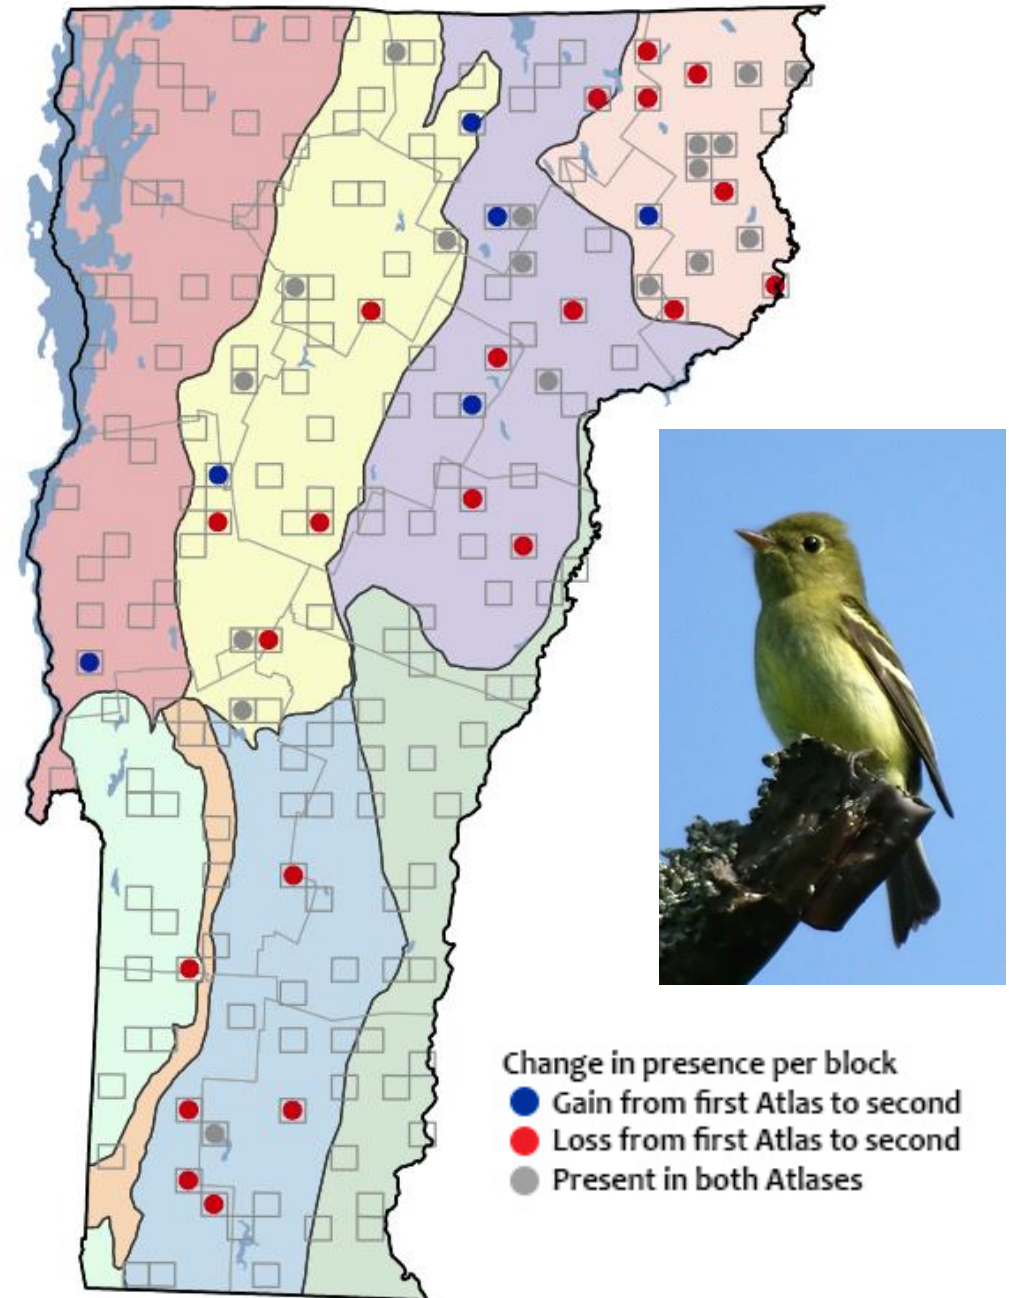 Change in presence per block
Gain from first Atlas to second
Loss from first Atlas to second
Present in both Atlases